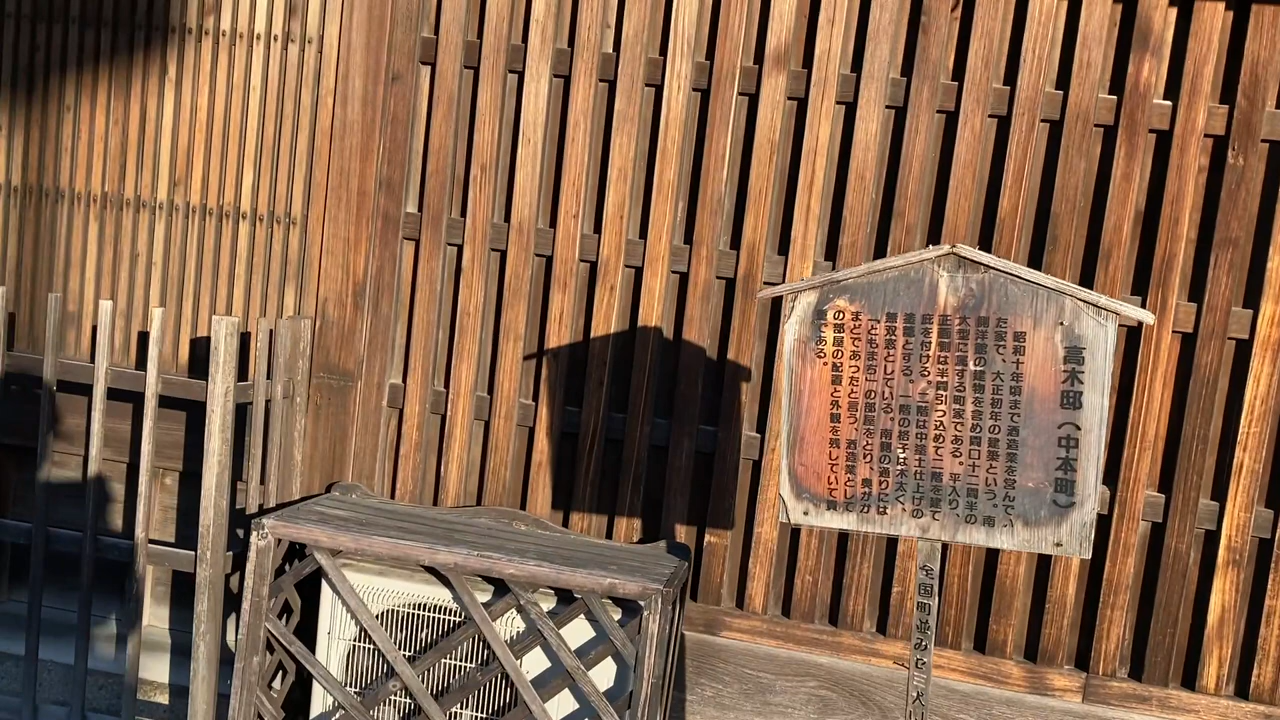 高木邸（中本町）
昭和十年頃まで酒造業を営んでい
た家で、大正初年の建築という。南
側洋館の建物を含め間口十二間半の
大型に属する町家である。平入り、
正面側は半間引っ込めて二階を建て
庇を付ける。二階は中塗土仕上げの
塗籠とする。一階の格子は木太く、
無双窓としている。南側の通りには
「ともまち」の部屋をとり、奥がか
まどであったと言う、酒造業として
の部屋の配置と外観を残していて貴
重である。
全国町並みゼミ